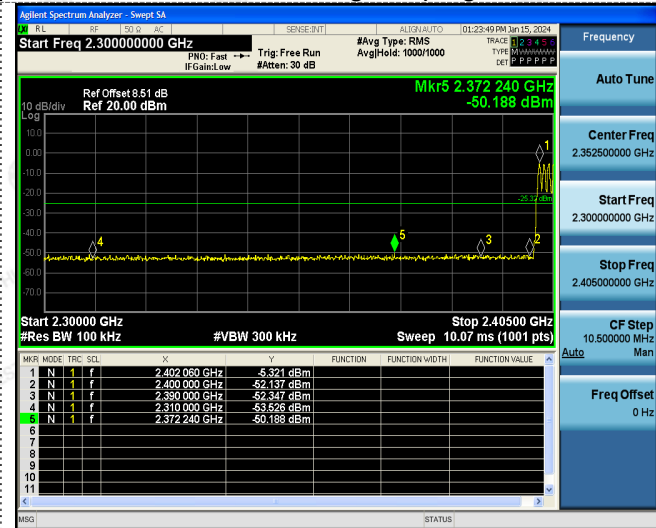 Agilent Spectrum Analyzer - Swept SA
RL RF 50 Ω AC SENSE:INT ALIGN AUTO 01:23:49 PM Jan 15, 2024
Start Freq 2.300000000 GHz
PNO: Fast
IFGain:Low
Trig: Free Run
#Atten: 30 dB
#Avg Type: RMS
Avg|Hold: 1000/1000
TRACE 1 2 3 4 5 6
TYPE M
DET P P P P P P
Ref Offset 8.51 dB
Ref 20.00 dBm
10 dB/div
Log
Mkr5 2.372 240 GHz
-50.188 dBm
10.0
0.00
-10.0
-20.0
-30.0
-40.0
-50.0
-60.0
-70.0
1
2
3
4
5
Start 2.30000 GHz
#Res BW 100 kHz
#VBW 300 kHz
Stop 2.40500 GHz
Sweep 10.07 ms (1001 pts)
MKR MODE TRC SCL X Y FUNCTION FUNCTION WIDTH FUNCTION VALUE
1 N 1 f 2.402 060 GHz -5.321 dBm
2 N 1 f 2.400 000 GHz -52.137 dBm
3 N 1 f 2.390 000 GHz -52.347 dBm
4 N 1 f 2.310 000 GHz -53.526 dBm
5 N 1 f 2.372 240 GHz -50.188 dBm
6
7
8
9
10
11
MSG STATUS
Frequency
Auto Tune
Center Freq
2.352500000 GHz
Start Freq
2.300000000 GHz
Stop Freq
2.405000000 GHz
CF Step
10.500000 MHz
Auto Man
Freq Offset
0 Hz